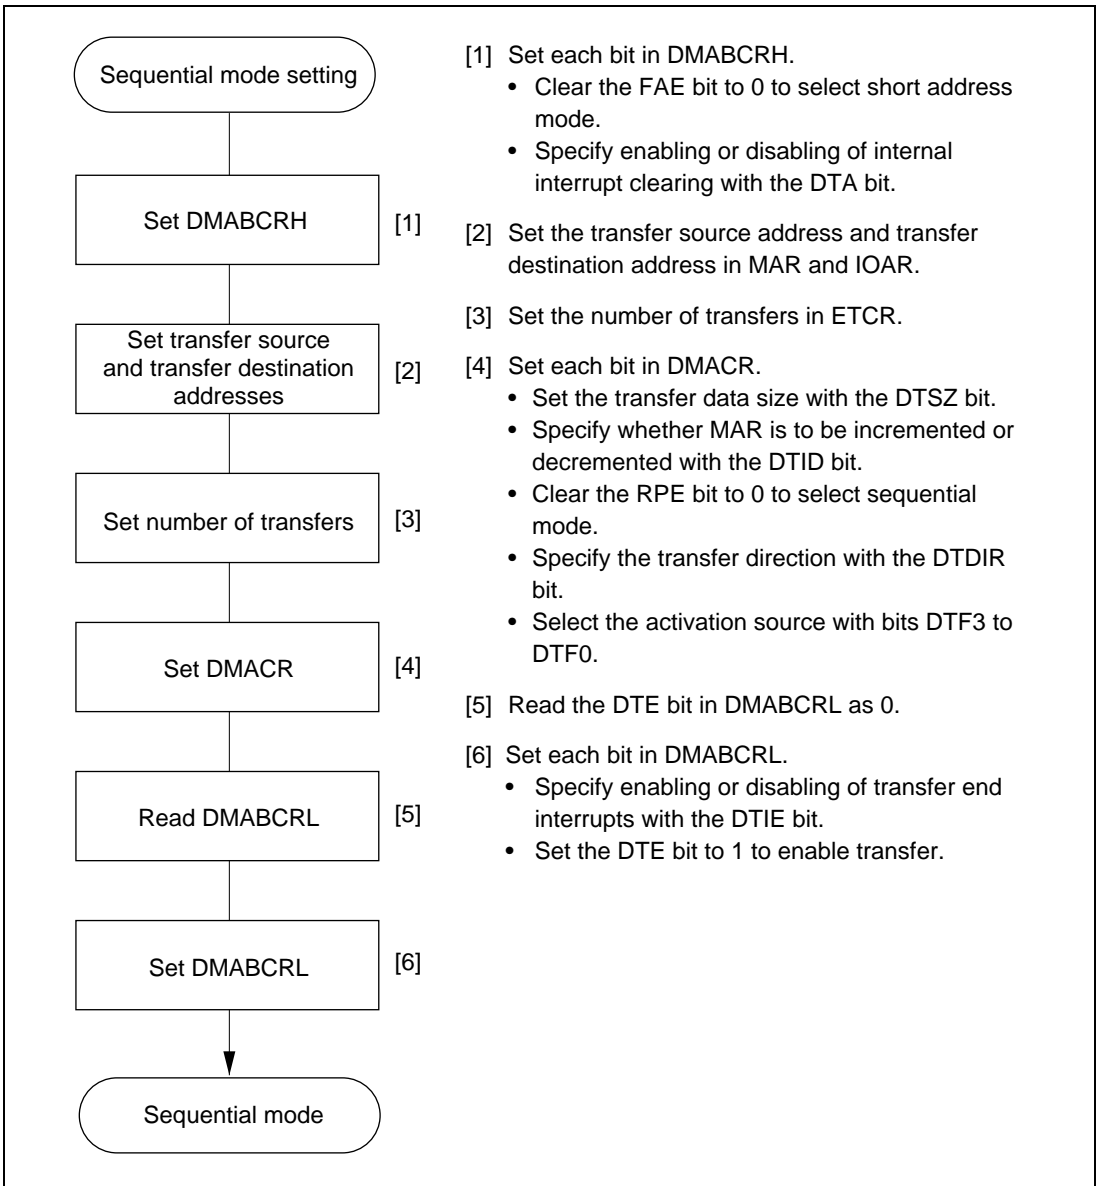 Sequential mode setting
Set DMABCRH
[1]
Set transfer source
and transfer destination
addresses
[2]
Set number of transfers
[3]
Set DMACR
[4]
Read DMABCRL
[5]
Set DMABCRL
[6]
Sequential mode
[1] Set each bit in DMABCRH.
• Clear the FAE bit to 0 to select short address
mode.
• Specify enabling or disabling of internal
interrupt clearing with the DTA bit.
[2] Set the transfer source address and transfer
destination address in MAR and IOAR.
[3] Set the number of transfers in ETCR.
[4] Set each bit in DMACR.
• Set the transfer data size with the DTSZ bit.
• Specify whether MAR is to be incremented or
decremented with the DTID bit.
• Clear the RPE bit to 0 to select sequential
mode.
• Specify the transfer direction with the DTDIR
bit.
• Select the activation source with bits DTF3 to
DTF0.
[5] Read the DTE bit in DMABCRL as 0.
[6] Set each bit in DMABCRL.
• Specify enabling or disabling of transfer end
interrupts with the DTIE bit.
• Set the DTE bit to 1 to enable transfer.